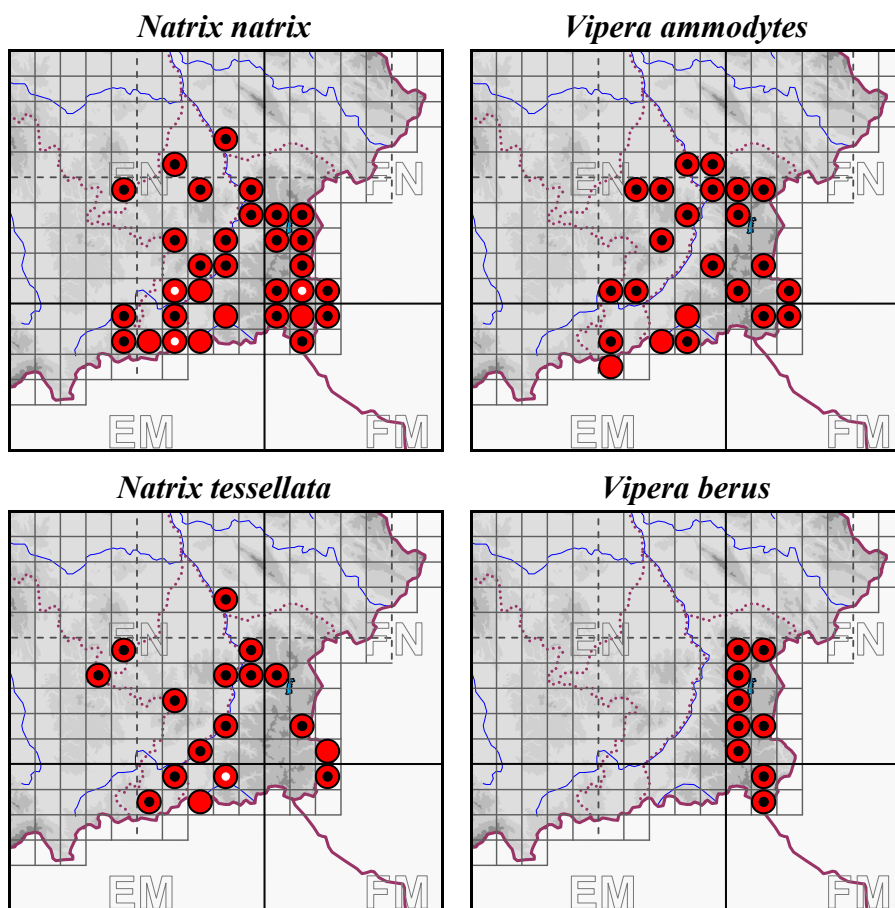 Natrix natrix
Vipera ammodytes
EN
FN
EM
FM
EN
FN
EM
FM
Natrix tessellata
Vipera berus
EN
FN
EM
FM
EN
FN
EM
FM